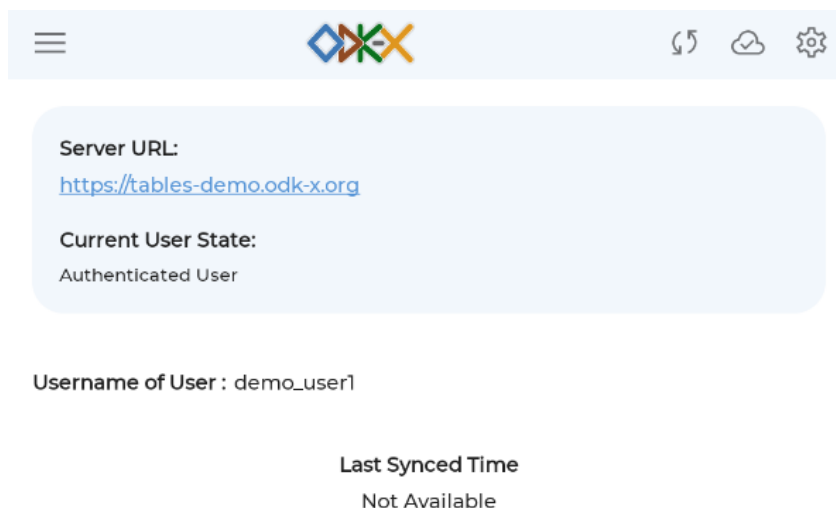 ODK-X
Server URL:
https://tables-demo.odk-x.org
Current User State:
Authenticated User
Username of User : demo_user1
Last Synced Time
Not Available